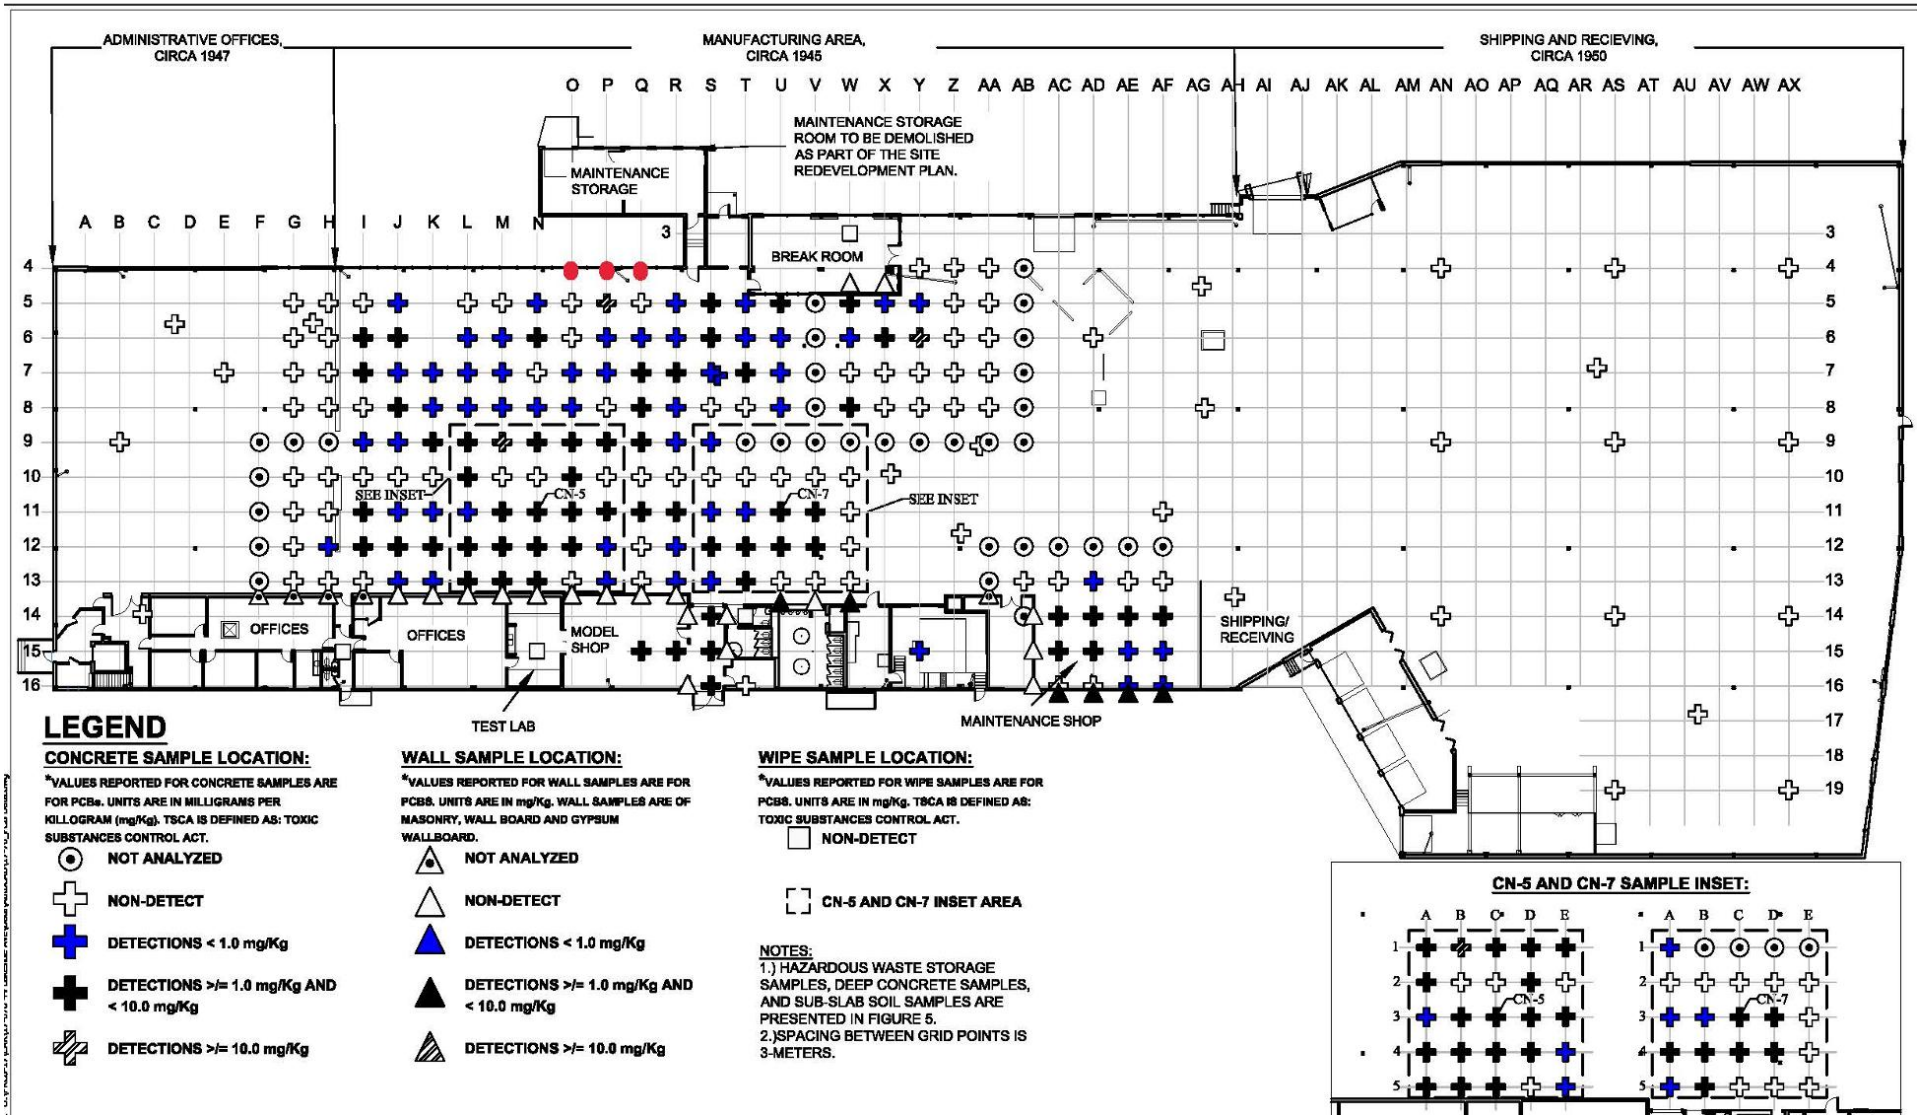 ADMINISTRATIVE OFFICES,
CIRCA 1947
MANUFACTURING AREA,
CIRCA 1945
SHIPPING AND RECIEVING,
CIRCA 1950
O P Q R S T U V W X Y Z AA AB AC AD AE AF AG AH AI AJ AK AL AM AN AO AP AQ AR AS AT AU AV AW AX
MAINTENANCE STORAGE
ROOM TO BE DEMOLISHED
AS PART OF THE SITE
REDEVELOPMENT PLAN.
MAINTENANCE
STORAGE
A B C D E F G H I J K L M N
3
BREAK ROOM
3
4
4
5
5
6
6
7
7
8
8
9
9
10
10
SEE INSET
CN-5
CN-7
SEE INSET
11
11
12
12
13
13
14
14
OFFICES
OFFICES
MODEL
SHOP
SHIPPING/
RECEIVING
15
15
16
16
TEST LAB
MAINTENANCE SHOP
17
18
19
LEGEND
CONCRETE SAMPLE LOCATION:
*VALUES REPORTED FOR CONCRETE SAMPLES ARE
FOR PCBs. UNITS ARE IN MILLIGRAMS PER
KILLOGRAM (mg/Kg). TSCA IS DEFINED AS: TOXIC
SUBSTANCES CONTROL ACT.
NOT ANALYZED
NON-DETECT
DETECTIONS < 1.0 mg/Kg
DETECTIONS >/= 1.0 mg/Kg AND
< 10.0 mg/Kg
DETECTIONS >/= 10.0 mg/Kg
WALL SAMPLE LOCATION:
*VALUES REPORTED FOR WALL SAMPLES ARE FOR
PCBS. UNITS ARE IN mg/Kg. WALL SAMPLES ARE OF
MASONRY, WALL BOARD AND GYPSUM
WALLBOARD.
NOT ANALYZED
NON-DETECT
DETECTIONS < 1.0 mg/Kg
DETECTIONS >/= 1.0 mg/Kg AND
< 10.0 mg/Kg
DETECTIONS >/= 10.0 mg/Kg
WIPE SAMPLE LOCATION:
*VALUES REPORTED FOR WIPE SAMPLES ARE FOR
PCBS. UNITS ARE IN mg/Kg. TSCA IS DEFINED AS:
TOXIC SUBSTANCES CONTROL ACT.
NON-DETECT
CN-5 AND CN-7 INSET AREA
NOTES:
1.) HAZARDOUS WASTE STORAGE
SAMPLES, DEEP CONCRETE SAMPLES,
AND SUB-SLAB SOIL SAMPLES ARE
PRESENTED IN FIGURE 5.
2.)SPACING BETWEEN GRID POINTS IS
3-METERS.
CN-5 AND CN-7 SAMPLE INSET:
A B C D E
1
2
CN-5
3
4
5
A B C D E
1
2
CN-7
3
4
5